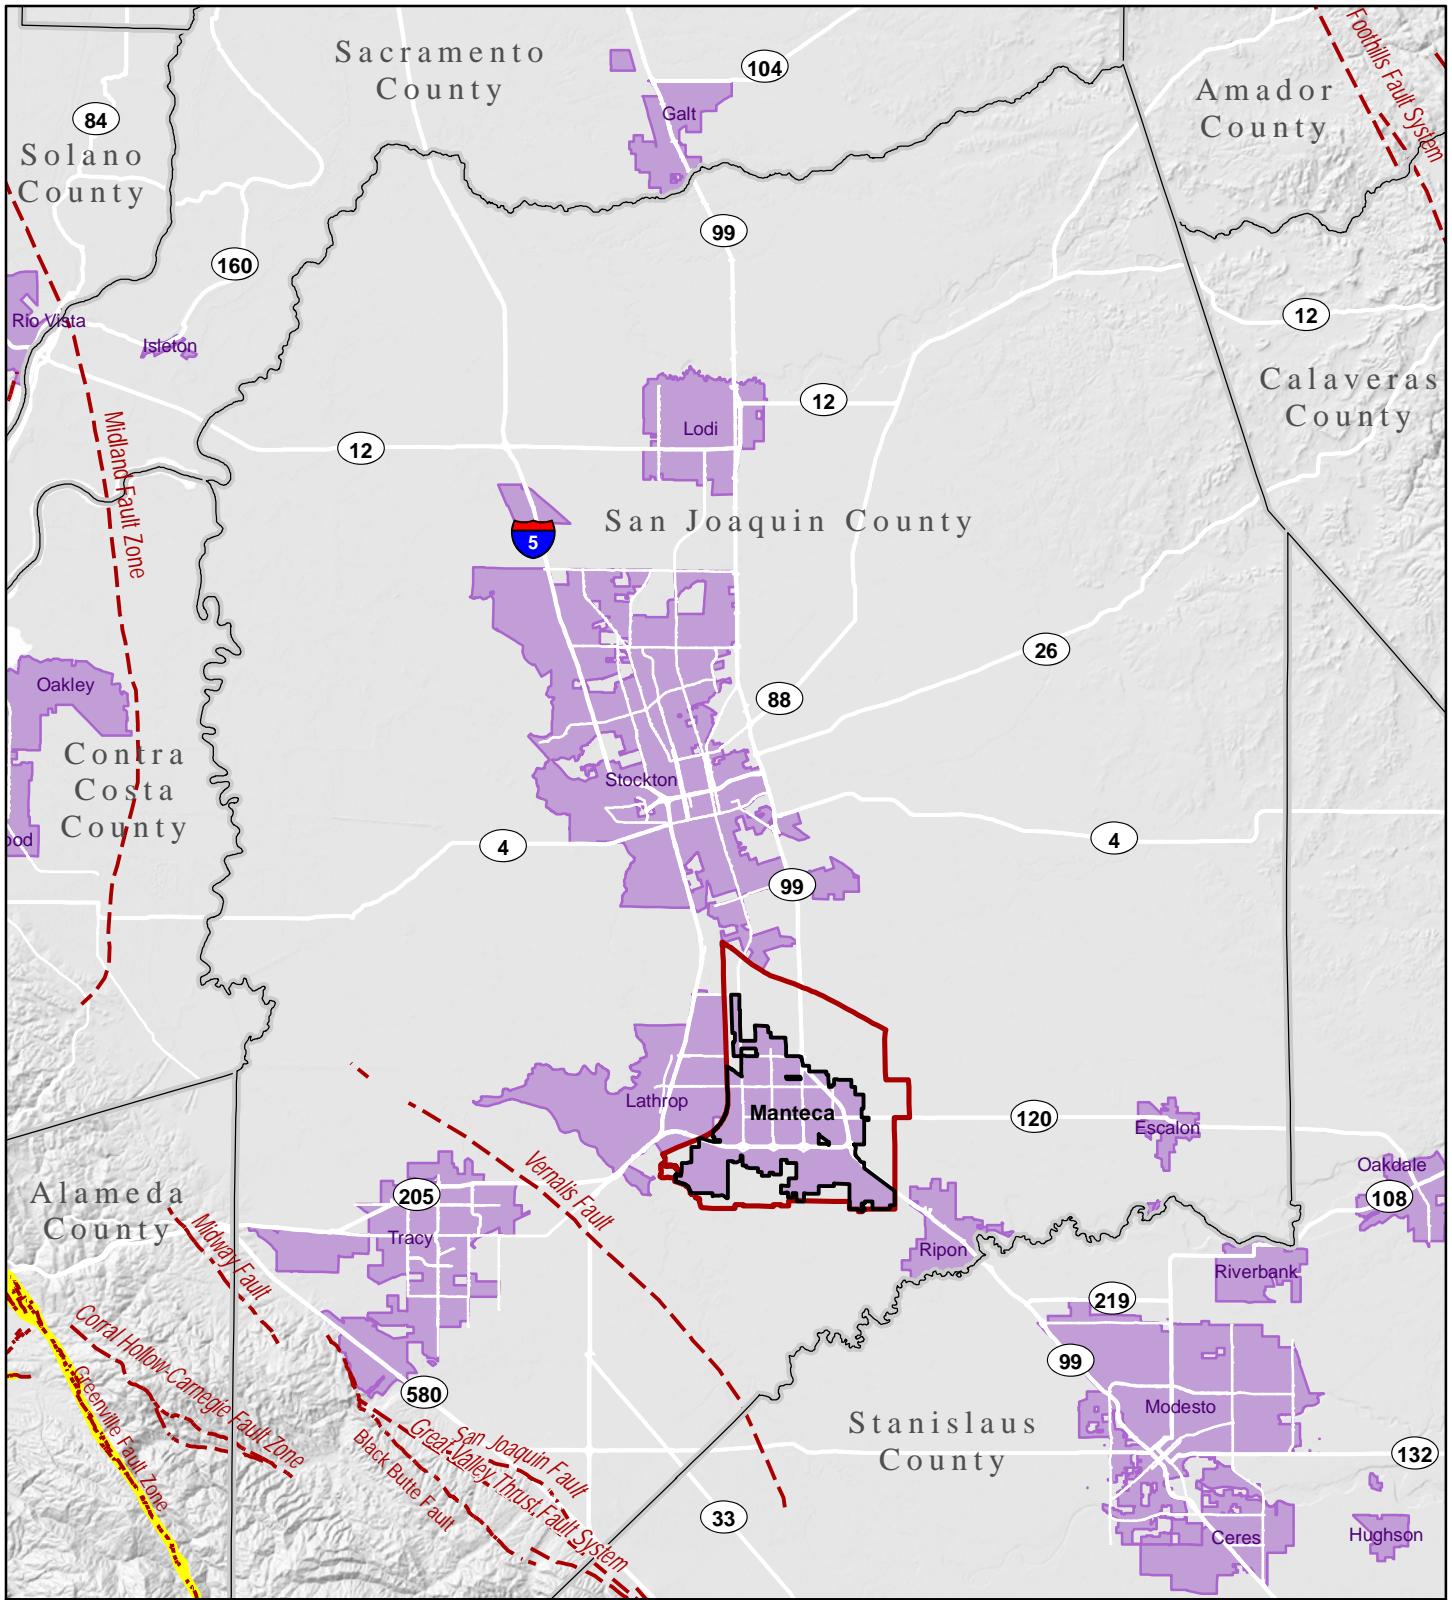 Sacramento
County
104
Galt
Amador
County
Foothills Fault System
84
Solano
County
99
160
Rio Vista
Isleton
12
Calaveras
County
12
Lodi
12
Midland Fault Zone
San Joaquin County
5
26
Oakley
88
Contra
Costa
County
Stockton
ood
4
4
99
Lathrop
Manteca
120
Escalon
Oakdale
108
Alameda
County
205
Vernalis Fault
Midway Fault
Tracy
Ripon
Riverbank
219
99
Corral Hollow-Carnegie Fault Zone
Greenville Fault Zone
580
San Joaquin Fault
Great Valley Thrust Fault System
Black Butte Fault
Stanislaus
County
Modesto
132
33
Ceres
Hughson